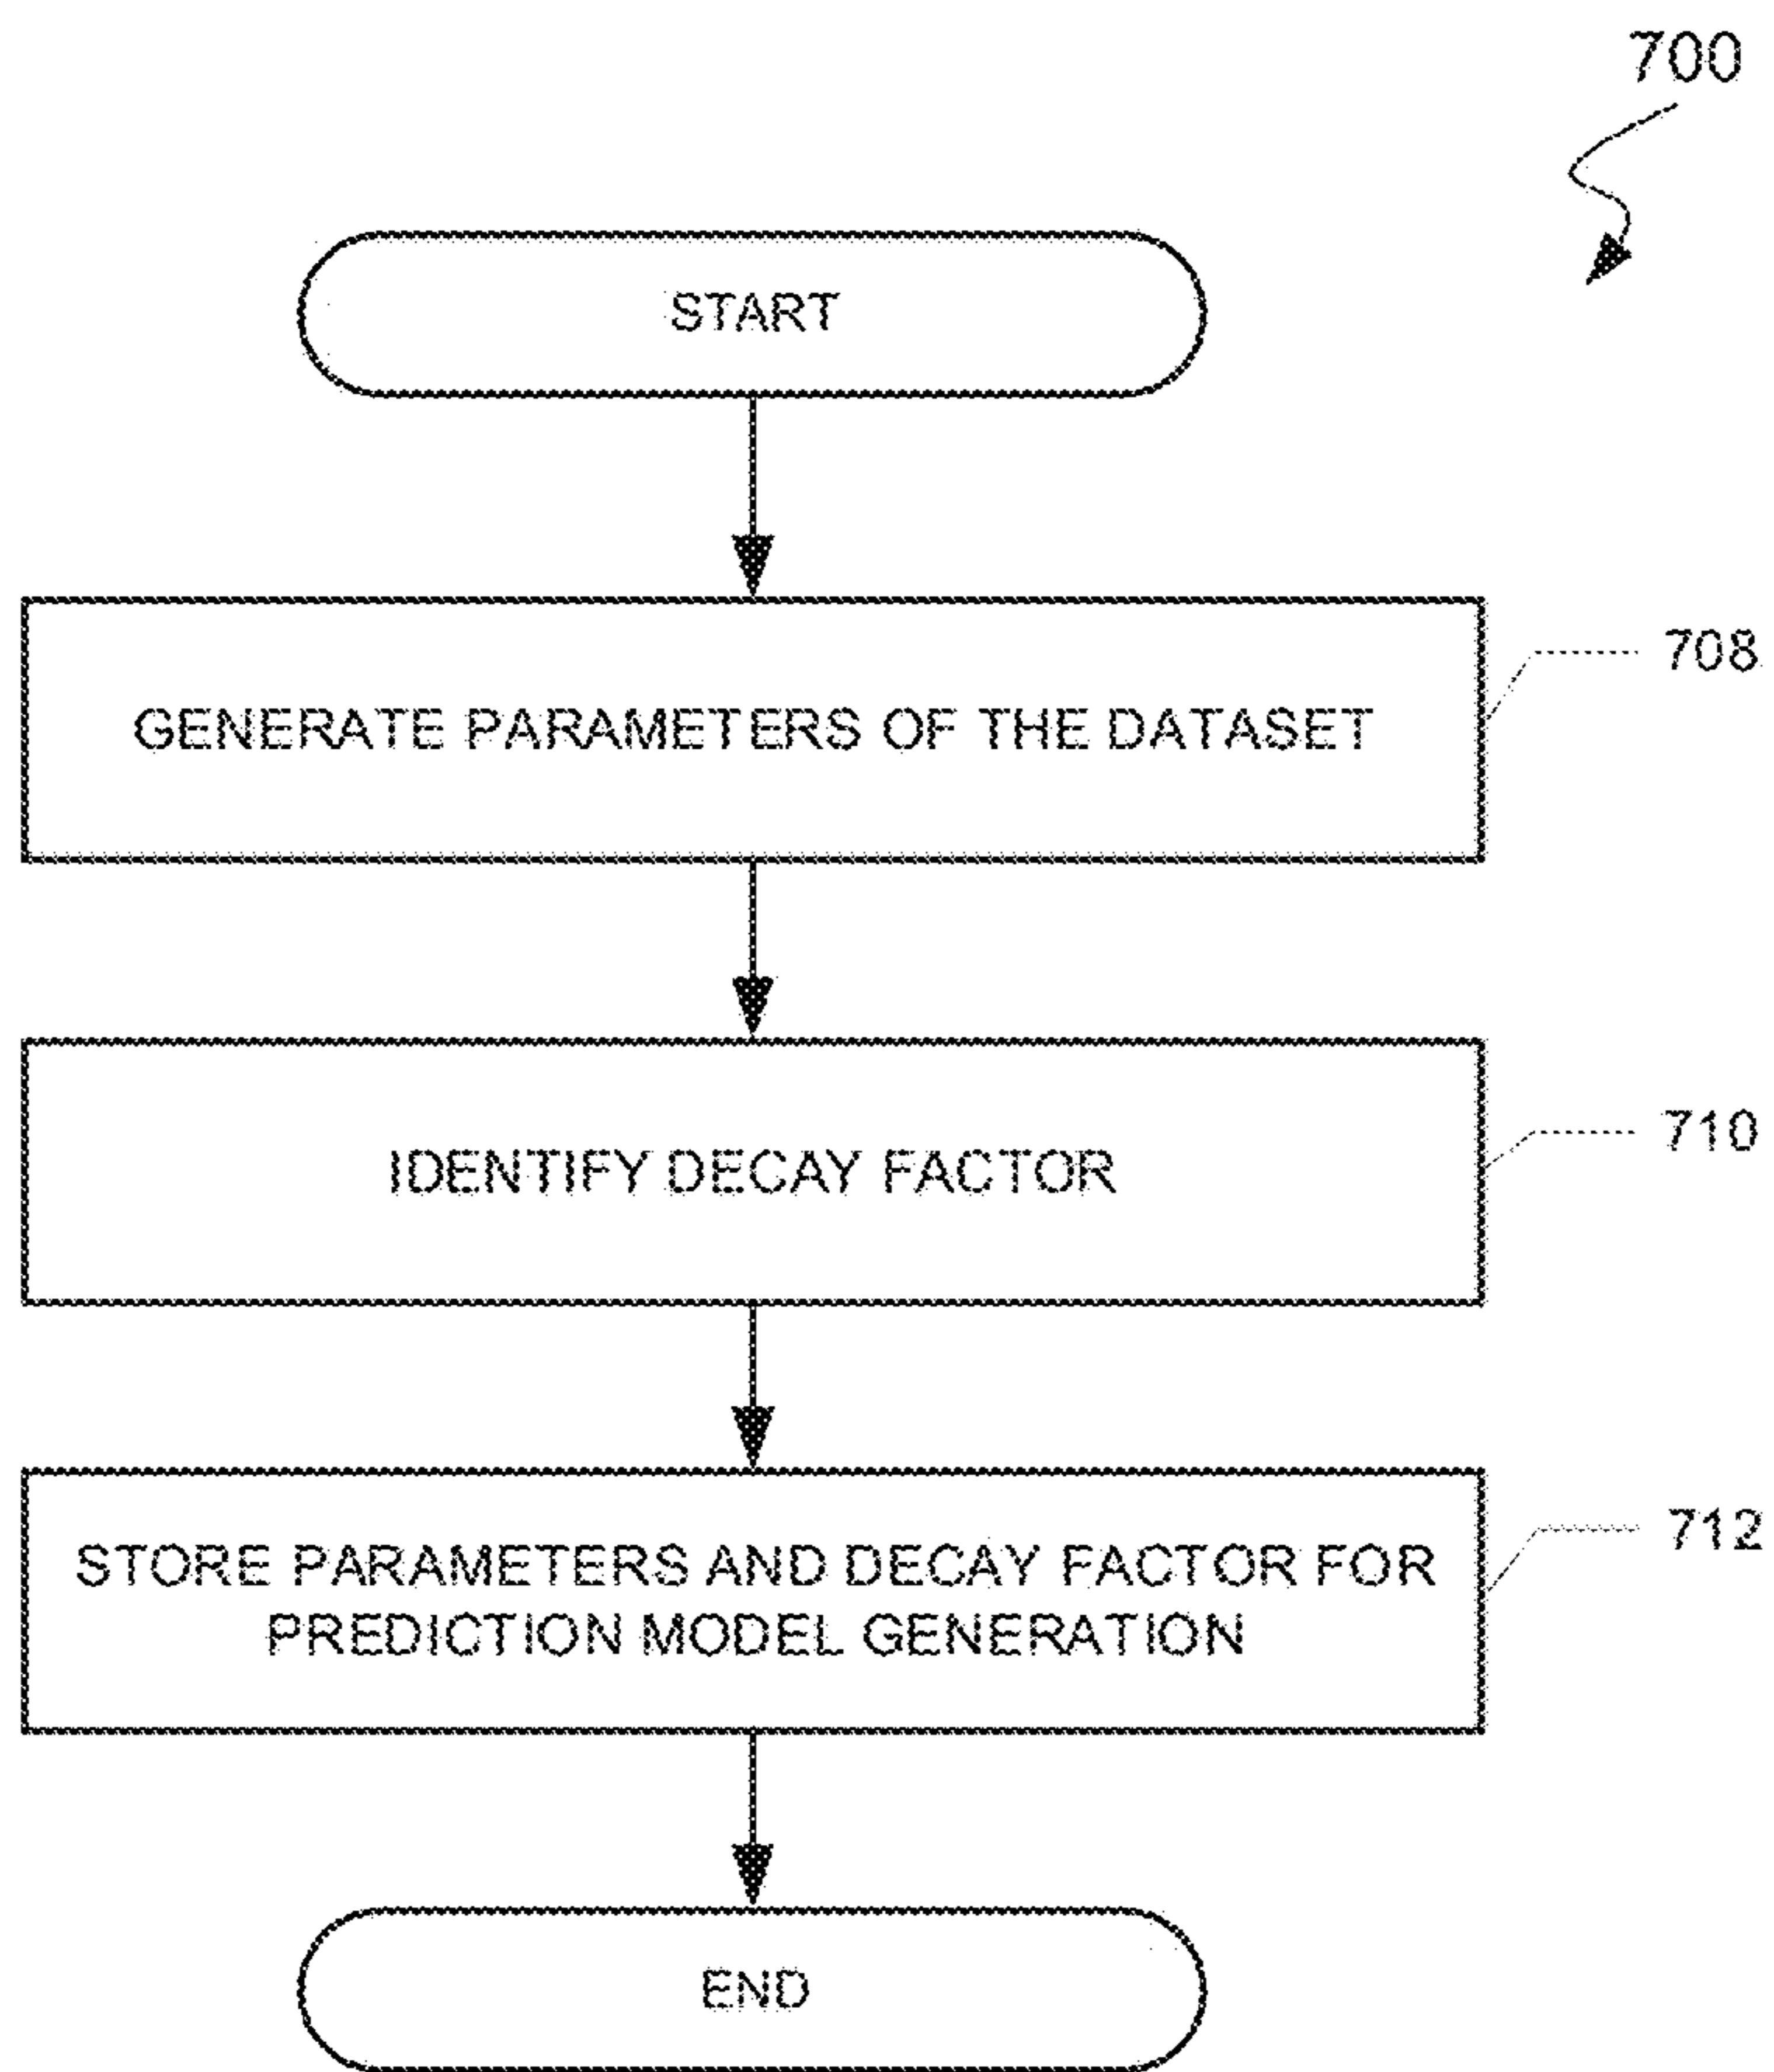 700
START
GENERATE PARAMETERS OF THE DATASET
708
IDENTIFY DECAY FACTOR
710
STORE PARAMETERS AND DECAY FACTOR FOR
PREDICTION MODEL GENERATION
712
END